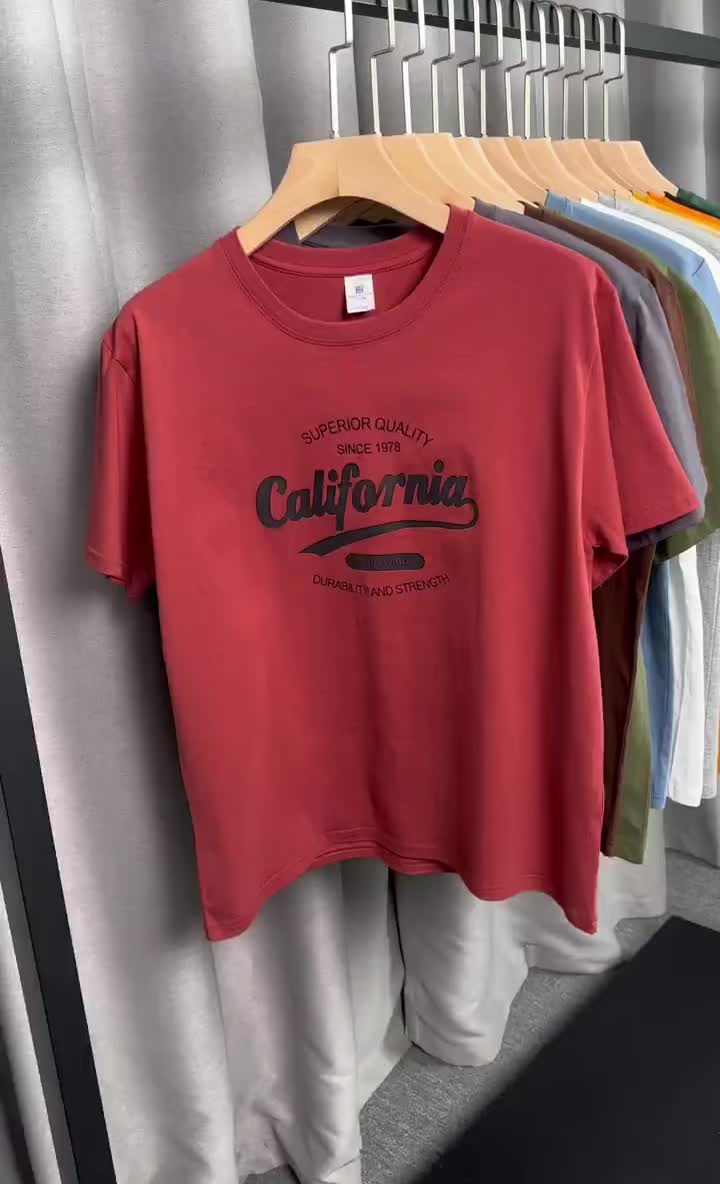 SUPERIOR QUALITY
SINCE 1978
California
DURABILITY AND STRENGTH